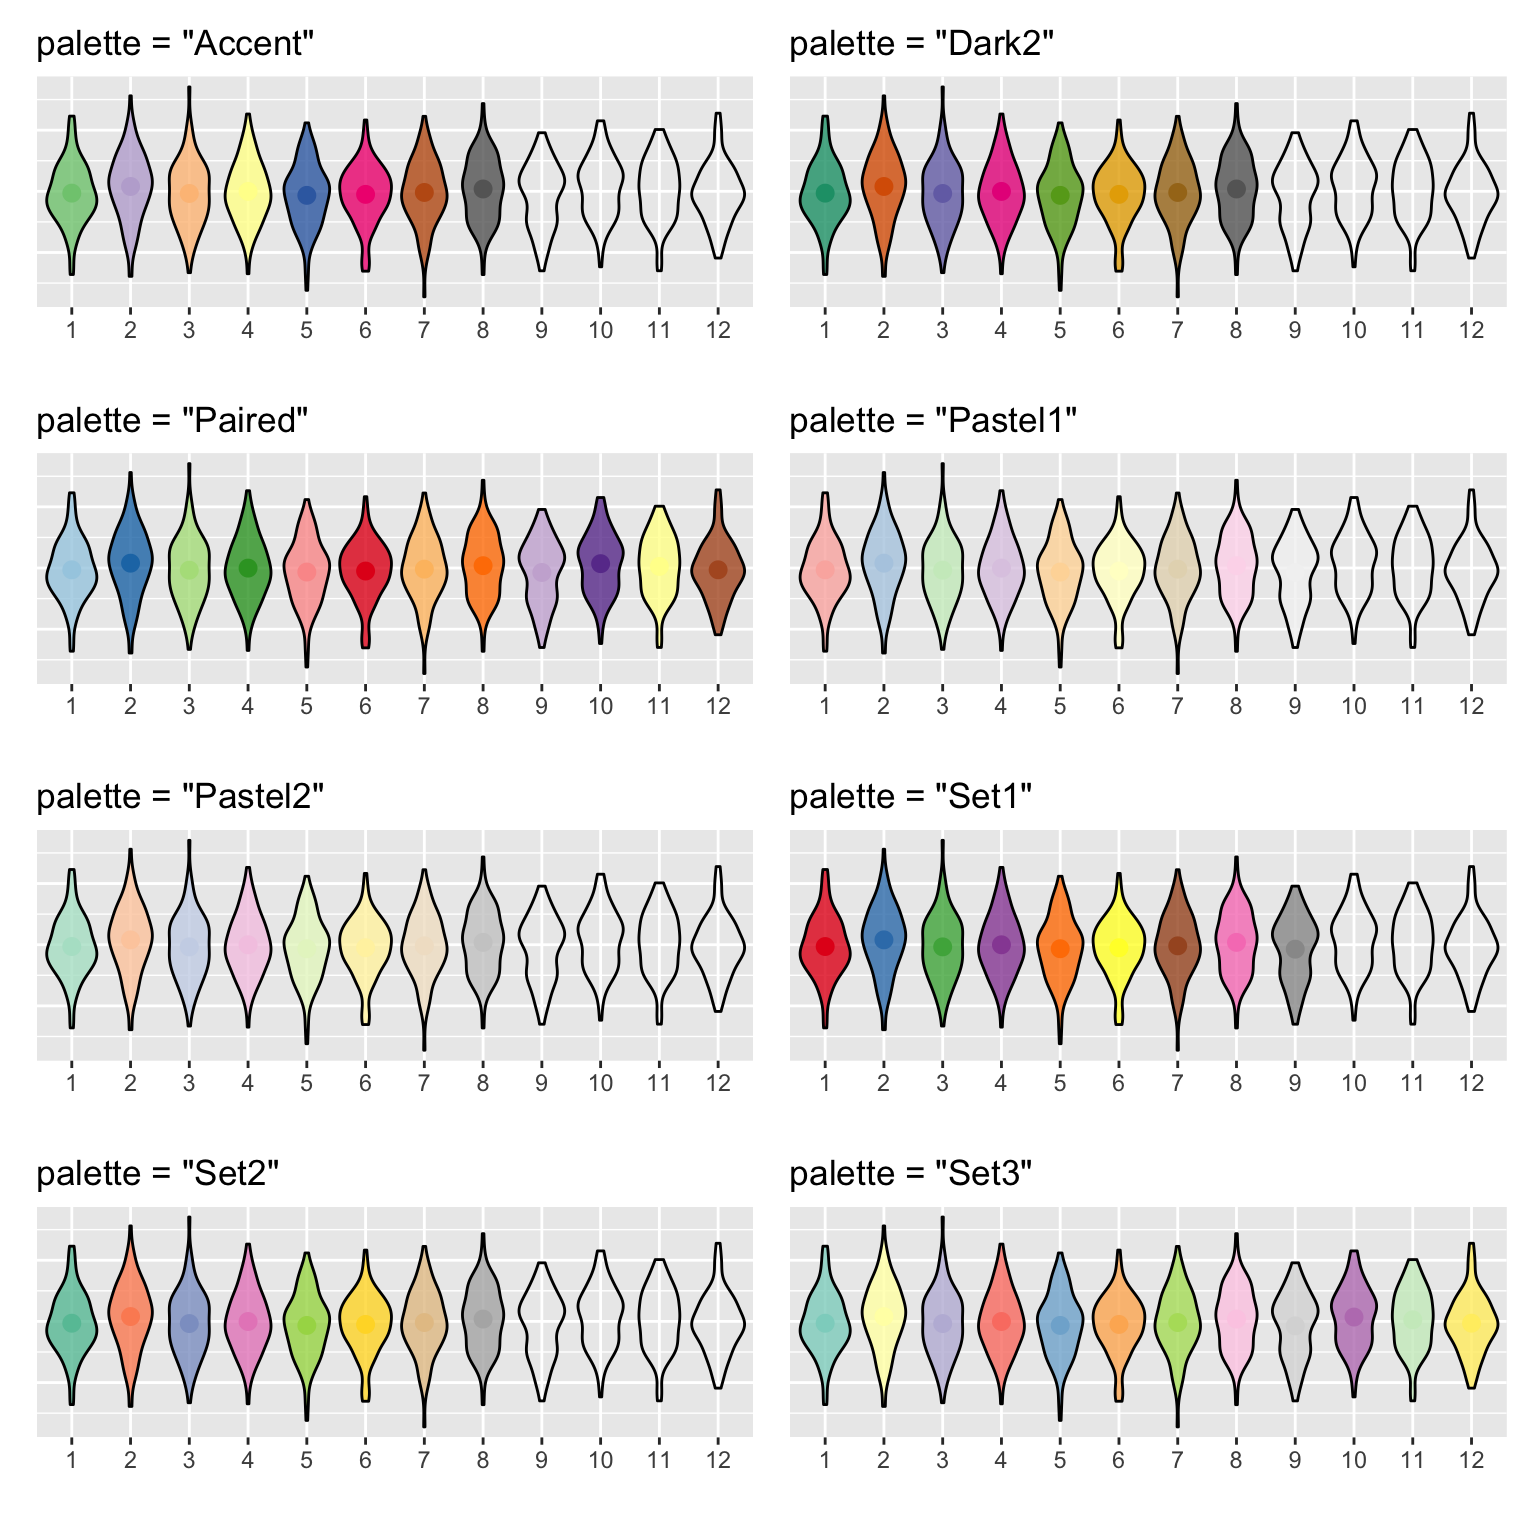 palette = "Accent"
palette = "Dark2"
1 2 3 4 5 6 7 8 9 10 11 12
1 2 3 4 5 6 7 8 9 10 11 12
palette = "Paired"
palette = "Pastel1"
1 2 3 4 5 6 7 8 9 10 11 12
1 2 3 4 5 6 7 8 9 10 11 12
palette = "Pastel2"
palette = "Set1"
1 2 3 4 5 6 7 8 9 10 11 12
1 2 3 4 5 6 7 8 9 10 11 12
palette = "Set2"
palette = "Set3"
1 2 3 4 5 6 7 8 9 10 11 12
1 2 3 4 5 6 7 8 9 10 11 12